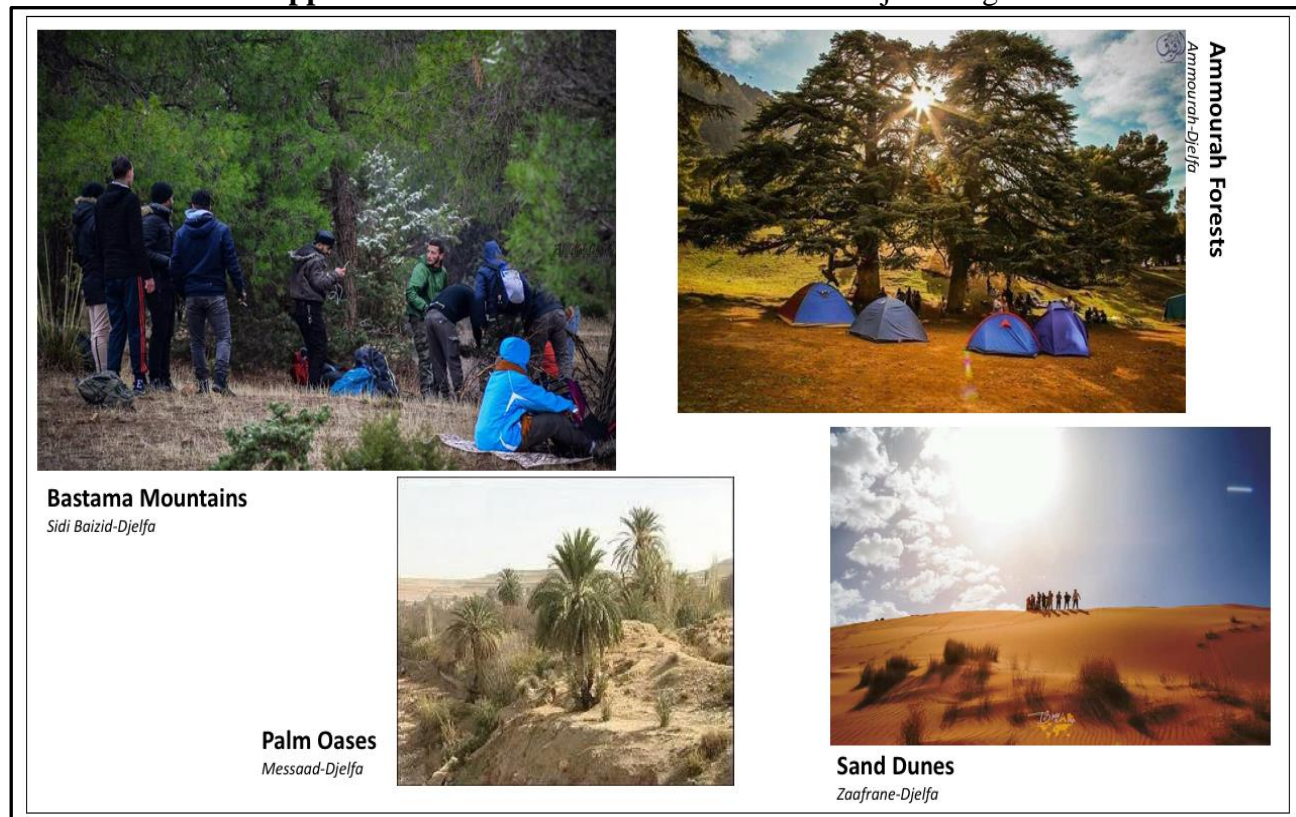 Ammourah Forests
Ammourah-Djelfa
Bastama Mountains
Sidi Baizid-Djelfa
Palm Oases
Messaad-Djelfa
Sand Dunes
Zaafrane-Djelfa